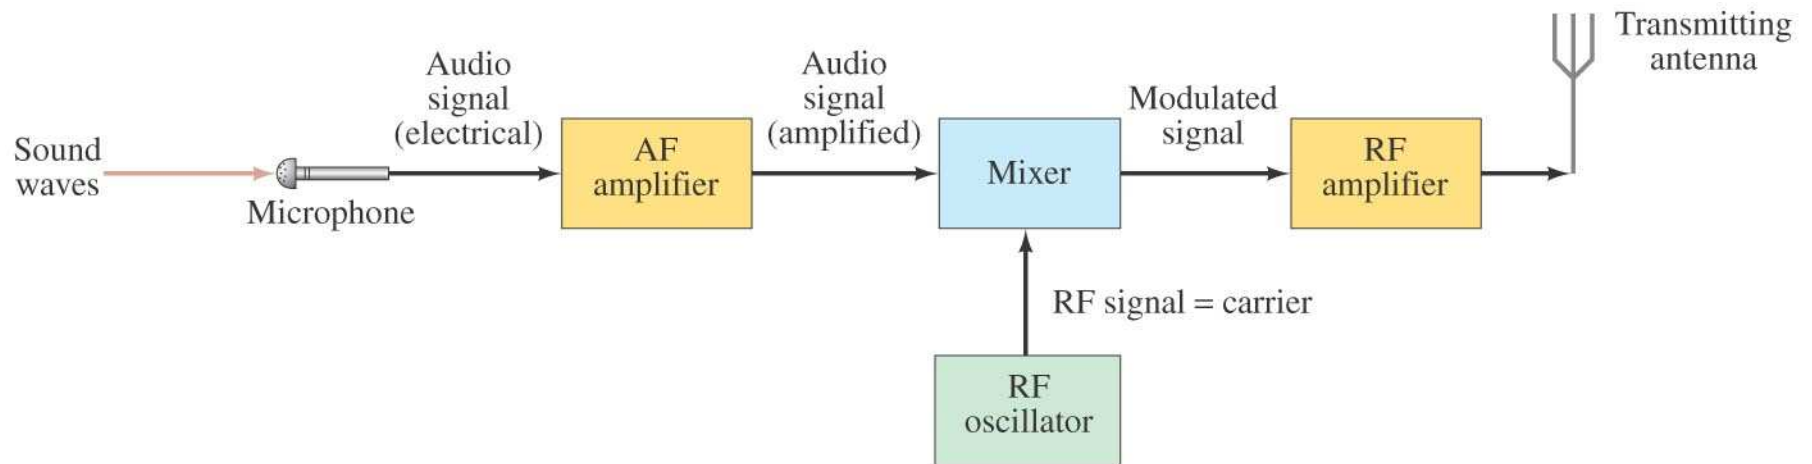 Sound
waves
Microphone
Audio
signal
(electrical)
AF
amplifier
Audio
signal
(amplified)
Mixer
Modulated
signal
RF
amplifier
Transmitting
antenna
RF signal = carrier
RF
oscillator